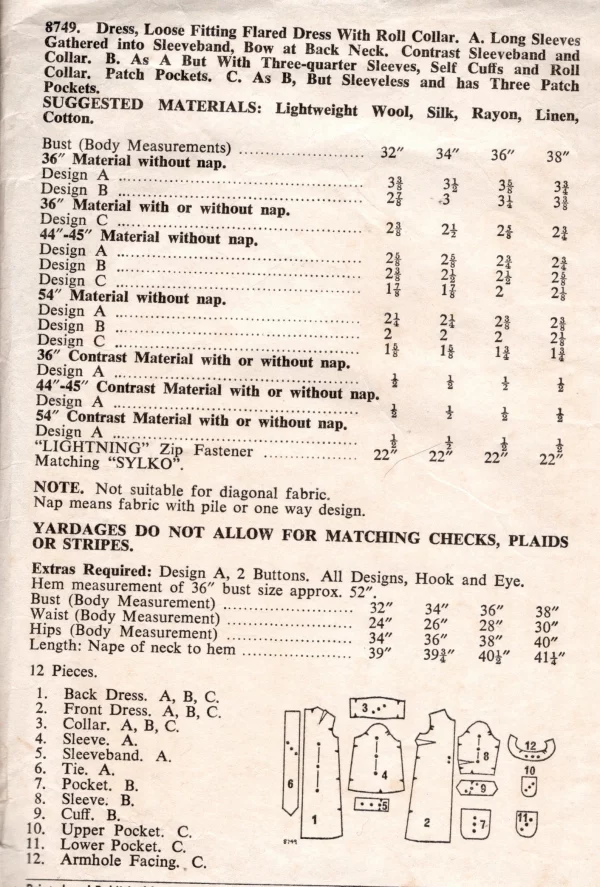 8749. Dress, Loose Fitting Flared Dress With Roll Collar. A. Long Sleeves
Gathered into Sleeveband, Bow at Back Neck. Contrast Sleeveband and
Collar. B. As A But With Three-quarter Sleeves, Self Cuffs and Roll
Collar. Patch Pockets. C. As B, But Sleeveless and has Three Patch
Pockets.
SUGGESTED MATERIALS: Lightweight Wool, Silk, Rayon, Linen,
Cotton.
Bust (Body Measurements) .......... 32″ 34″ 36″ 38″
36″ Material without nap.
Design A .......... 3⅜ 3½ 3⅝ 3¾
Design B .......... 2⅞ 3 3¼ 3⅜
36″ Material with or without nap.
Design C .......... 2⅜ 2½ 2⅝ 2¾
44″-45″ Material without nap.
Design A .......... 2⅝ 2⅝ 2¾ 2¾
Design B .......... 2⅜ 2½ 2½ 2⅝
Design C .......... 1⅞ 1⅞ 2 2⅛
54″ Material without nap.
Design A .......... 2¼ 2¼ 2⅜ 2⅜
Design B .......... 2 2 2 2⅛
Design C .......... 1⅝ 1⅝ 1¾ 1¾
36″ Contrast Material with or without nap.
Design A .......... ½ ½ ½ ½
44″-45″ Contrast Material with or without nap.
Design A .......... ½ ½ ½ ½
54″ Contrast Material with or without nap.
Design A .......... ½ ½ ½ ½
“LIGHTNING” Zip Fastener .......... 22″ 22″ 22″ 22″
Matching “SYLKO”.
NOTE. Not suitable for diagonal fabric.
Nap means fabric with pile or one way design.
YARDAGES DO NOT ALLOW FOR MATCHING CHECKS, PLAIDS
OR STRIPES.
Extras Required: Design A, 2 Buttons. All Designs, Hook and Eye.
Hem measurement of 36″ bust size approx. 52″.
Bust (Body Measurement) .......... 32″ 34″ 36″ 38″
Waist (Body Measurement) .......... 24″ 26″ 28″ 30″
Hips (Body Measurement) .......... 34″ 36″ 38″ 40″
Length: Nape of neck to hem .......... 39″ 39¾″ 40½″ 41¼″
12 Pieces.
1. Back Dress. A, B, C.
2. Front Dress. A, B, C.
3. Collar. A, B, C.
4. Sleeve. A.
5. Sleeveband. A.
6. Tie. A.
7. Pocket. B.
8. Sleeve. B.
9. Cuff. B.
10. Upper Pocket. C.
11. Lower Pocket. C.
12. Armhole Facing. C.
3
12
8
6
4
10
9
5
1
2
7
11
8749